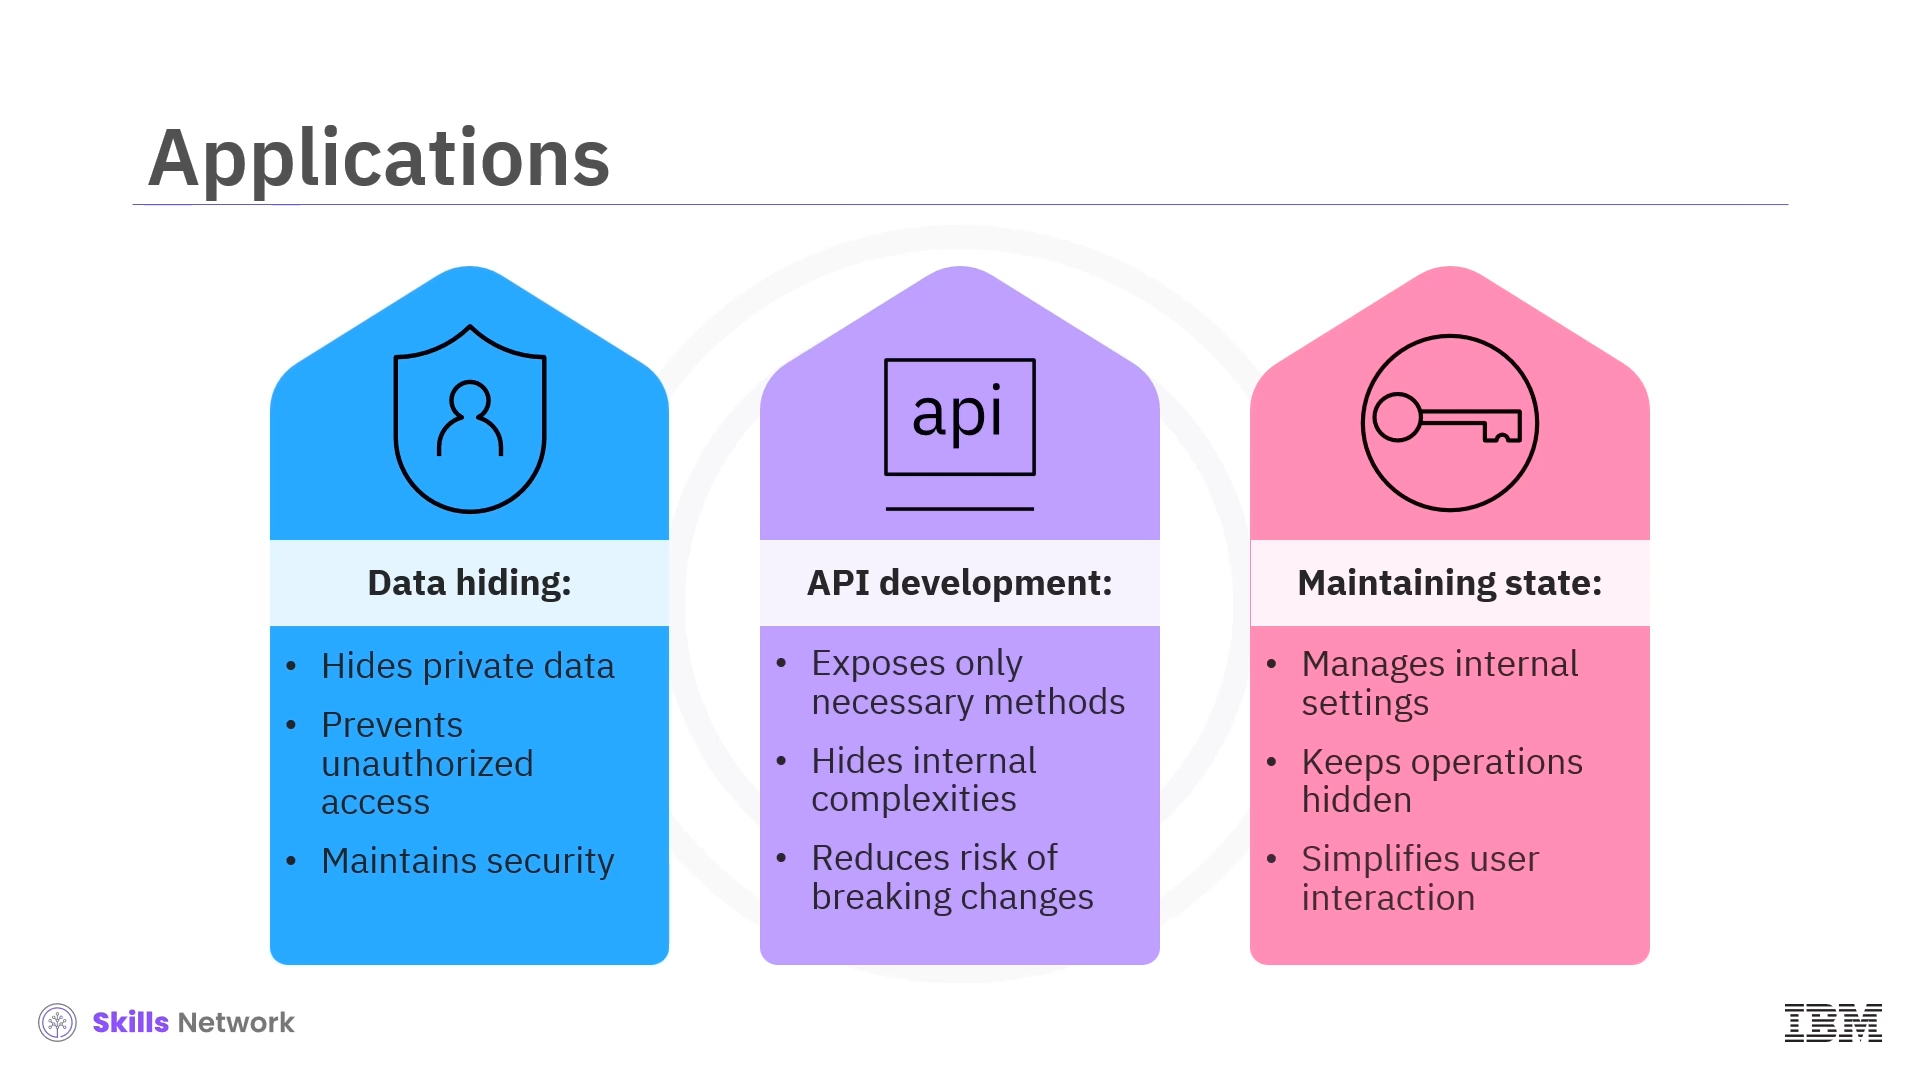 Applications
api
Data hiding:
• Hides private data
• Prevents
unauthorized
access
• Maintains security
API development:
• Exposes only
necessary methods
• Hides internal
complexities
• Reduces risk of
breaking changes
Maintaining state:
• Manages internal
settings
• Keeps operations
hidden
• Simplifies user
interaction
Skills Network
IBM